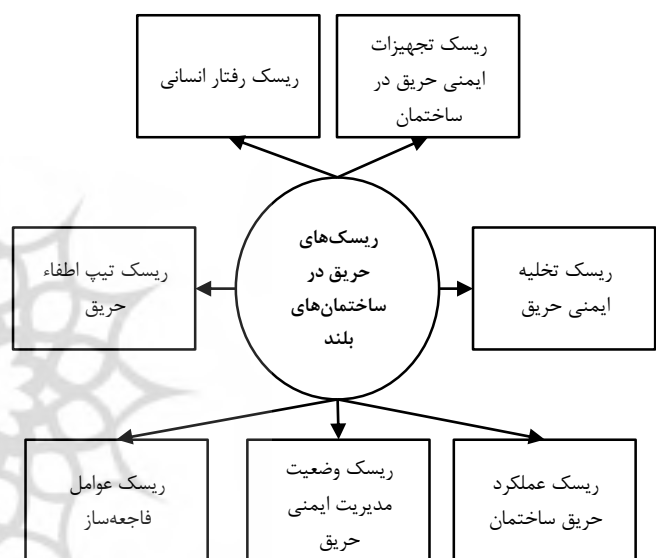 ریسک تجهیزات
ایمنی حریق در
ساختمان
ریسک رفتار انسانی
ریسک‌های
حریق در
ساختمان‌های
بلند
ریسک تخلیه
ایمنی حریق
ریسک تیپ اطفاء
حریق
ریسک عملکرد
حریق ساختمان
ریسک وضعیت
مدیریت ایمنی
حریق
ریسک عوامل
فاجعه‌ساز